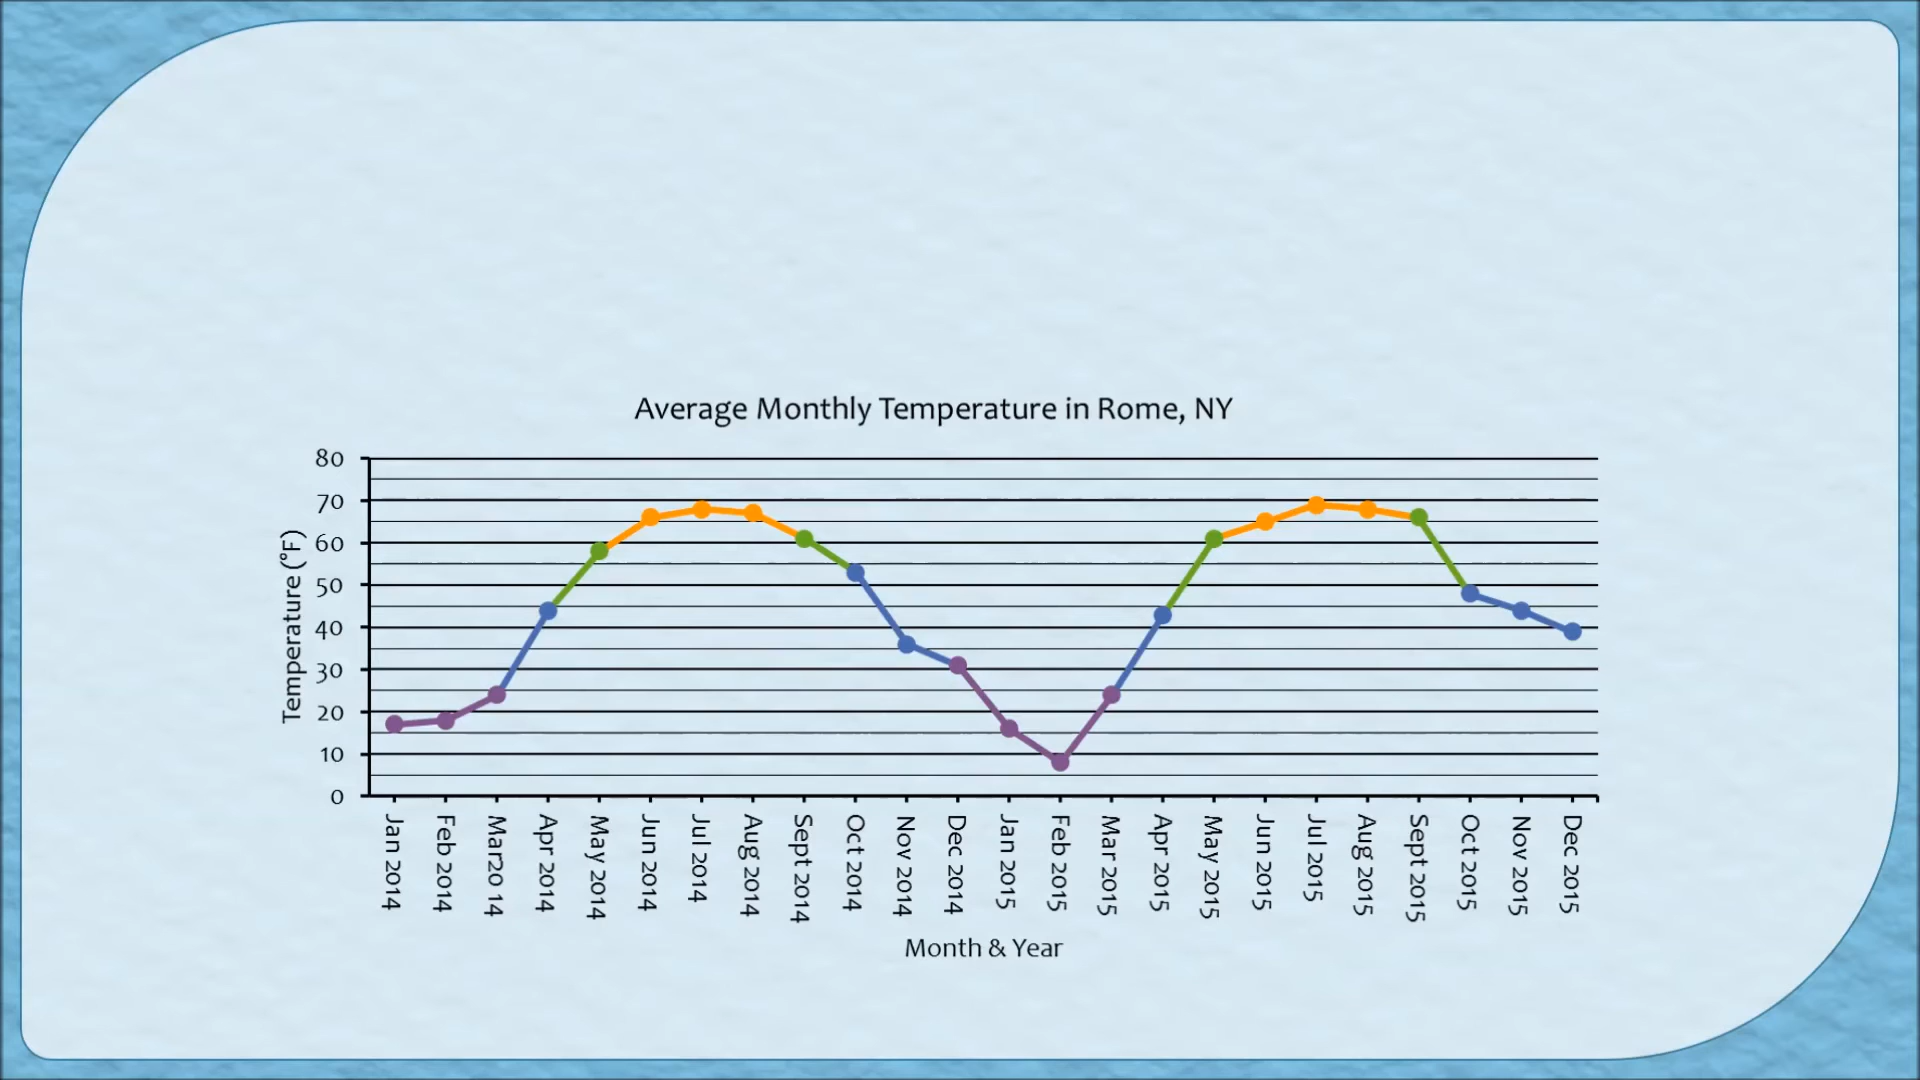 Average Monthly Temperature in Rome, NY
80
70
60
50
40
30
20
10
0
Temperature (°F)
Jan 2014
Feb 2014
Mar20 14
Apr 2014
May 2014
Jun 2014
Jul 2014
Aug 2014
Sept 2014
Oct 2014
Nov 2014
Dec 2014
Jan 2015
Feb 2015
Mar 2015
Apr 2015
May 2015
Jun 2015
Jul 2015
Aug 2015
Sept 2015
Oct 2015
Nov 2015
Dec 2015
Month & Year